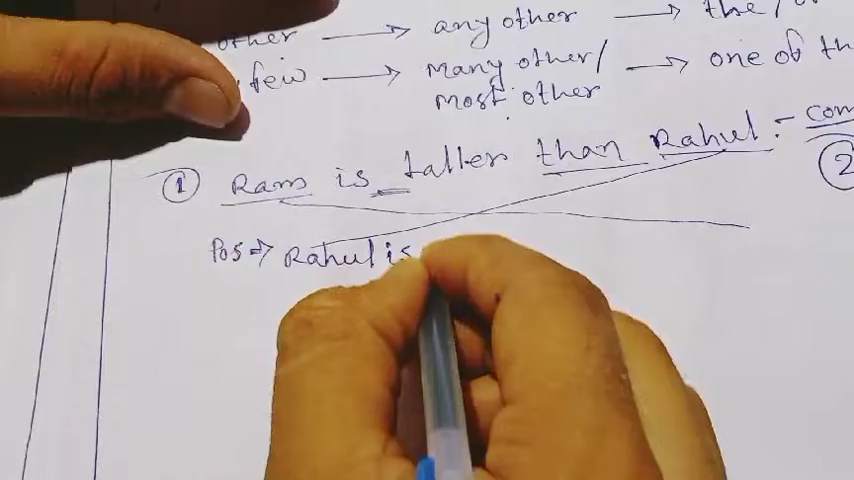 other → any other → the /
few → many other/ → one of th
most other
① Ram is taller than Rahul :- com
②
Pos ⇒ Rahul is